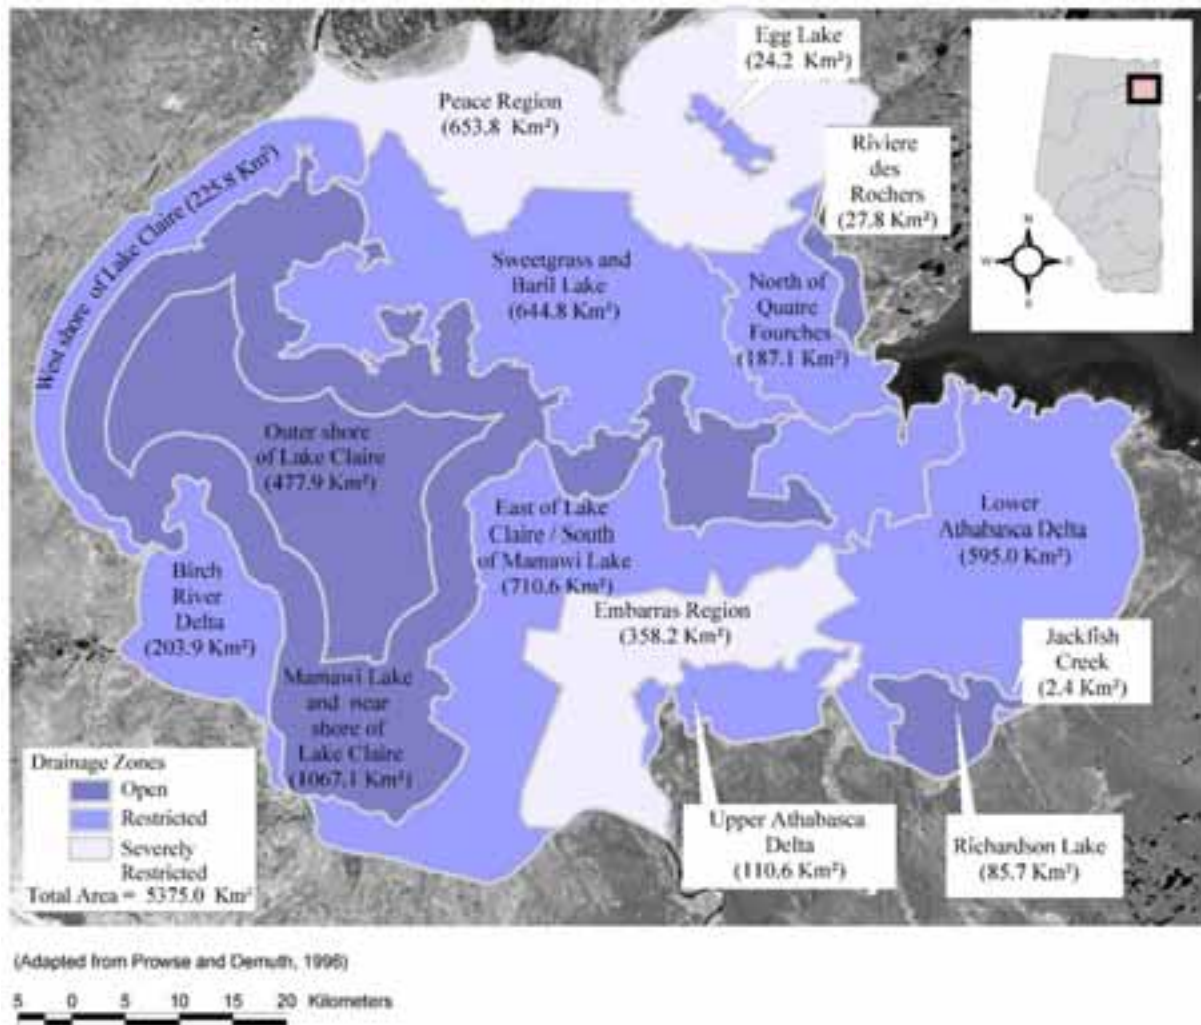 Egg Lake
(24.2 Km²)
Peace Region
(653.8 Km²)
Riviere
des
Rochers
(27.8 Km²)
West shore of Lake Claire (225.8 Km²)
Sweetgrass and
Baril Lake
(644.8 Km²)
North of
Quatre
Fourches
(187.1 Km²)
N
W
S
Outer shore
of Lake Claire
(477.9 Km²)
East of Lake
Claire / South
of Mamawi Lake
(710.6 Km²)
Lower
Athabasca Delta
(595.0 Km²)
Birch
River
Delta
(203.9 Km²)
Embarras Region
(358.2 Km²)
Jackfish
Creek
(2.4 Km²)
Mamawi Lake
and near
shore of
Lake Claire
(1067.1 Km²)
Upper Athabasca
Delta
(110.6 Km²)
Richardson Lake
(85.7 Km²)
Drainage Zones
Open
Restricted
Severely
Restricted
Total Area = 5375.0 Km²
(Adapted from Prowse and Demuth, 1996)
5 0 5 10 15 20 Kilometers